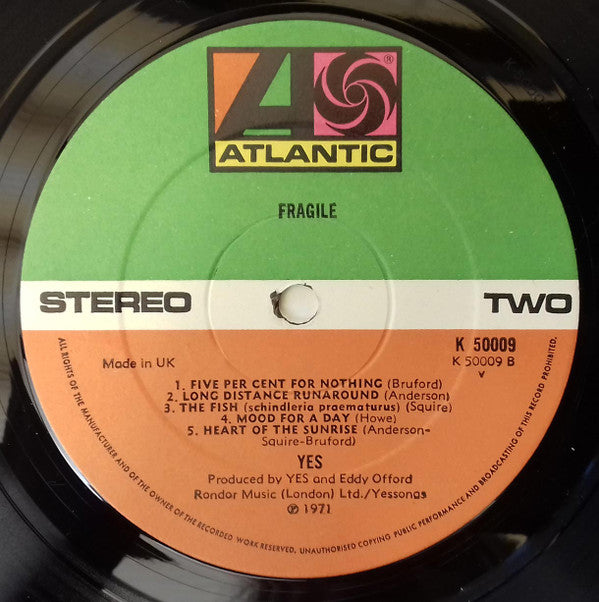 ATLANTIC
®
FRAGILE
STEREO TWO
K 50009
Made in UK K 50009 B
v
1. FIVE PER CENT FOR NOTHING (Bruford)
2. LONG DISTANCE RUNAROUND (Anderson)
3. THE FISH (schindleria praematurus) (Squire)
4. MOOD FOR A DAY (Howe)
5. HEART OF THE SUNRISE (Anderson-
Squire-Bruford)
YES
Produced by YES and Eddy Offord
Rondor Music (London) Ltd./Yessongs
℗ 1971
ALL RIGHTS OF THE MANUFACTURER AND OF THE OWNER OF THE RECORDED WORK RESERVED. UNAUTHORISED COPYING PUBLIC PERFORMANCE AND BROADCASTING OF THIS RECORD PROHIBITED.